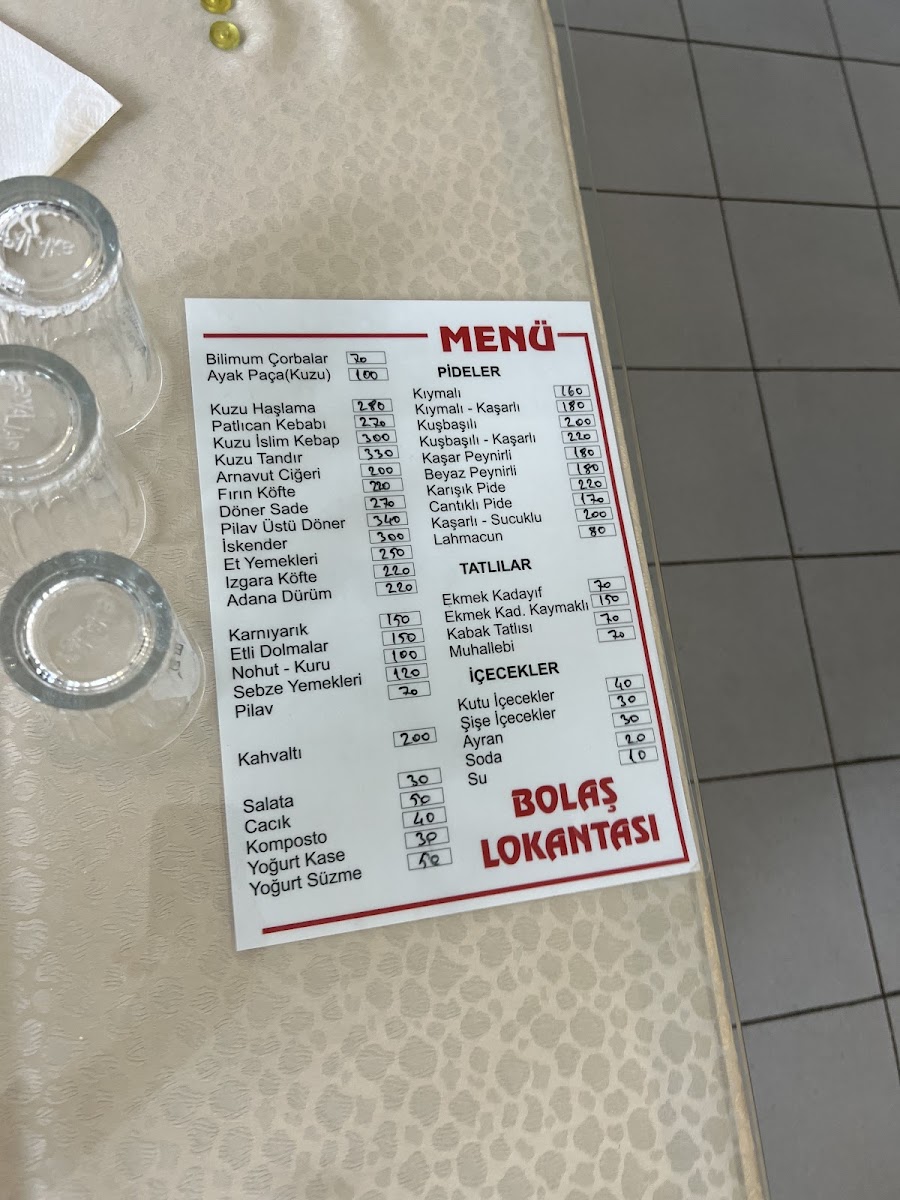 MENÜ
Bilimum Çorbalar 70
Ayak Paça(Kuzu) 100
Kuzu Haşlama 280
Patlıcan Kebabı 270
Kuzu İslim Kebap 300
Kuzu Tandır 330
Arnavut Ciğeri 200
Fırın Köfte 220
Döner Sade 270
Pilav Üstü Döner 340
İskender 300
Et Yemekleri 250
Izgara Köfte 220
Adana Dürüm 220
Karnıyarık 150
Etli Dolmalar 150
Nohut - Kuru 100
Sebze Yemekleri 120
Pilav 70
Kahvaltı 200
Salata 30
Cacık 50
Komposto 40
Yoğurt Kase 30
Yoğurt Süzme 50
PİDELER
Kıymalı 160
Kıymalı - Kaşarlı 180
Kuşbaşılı 200
Kuşbaşılı - Kaşarlı 220
Kaşar Peynirli 180
Beyaz Peynirli 180
Karışık Pide 220
Cantıklı Pide 170
Kaşarlı - Sucuklu 200
Lahmacun 80
TATLILAR
Ekmek Kadayıf 70
Ekmek Kad. Kaymaklı 150
Kabak Tatlısı 70
Muhallebi 70
İÇECEKLER
Kutu İçecekler 40
Şişe İçecekler 30
Ayran 30
Soda 20
Su 10
BOLAŞ
LOKANTASI